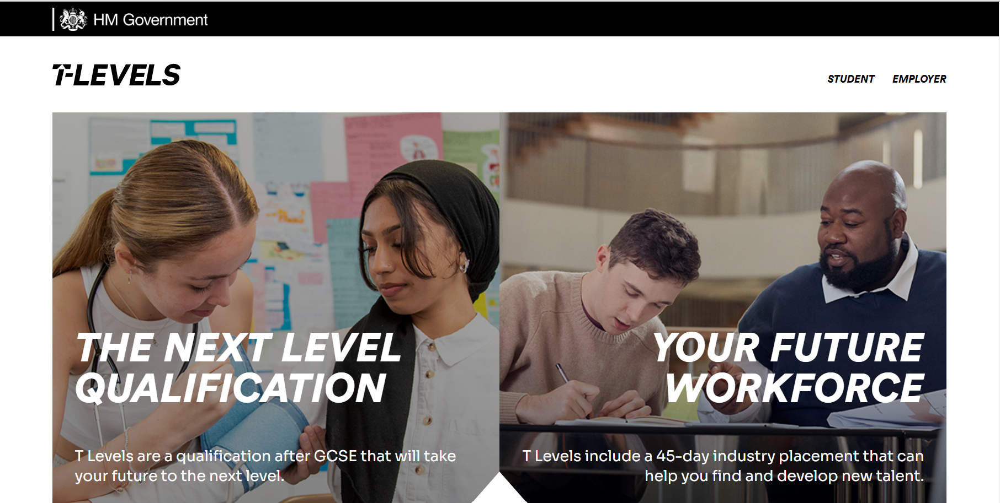 HM Government
T-LEVELS
STUDENT
EMPLOYER
THE NEXT LEVEL
QUALIFICATION
T Levels are a qualification after GCSE that will take
your future to the next level.
YOUR FUTURE
WORKFORCE
T Levels include a 45-day industry placement that can
help you find and develop new talent.